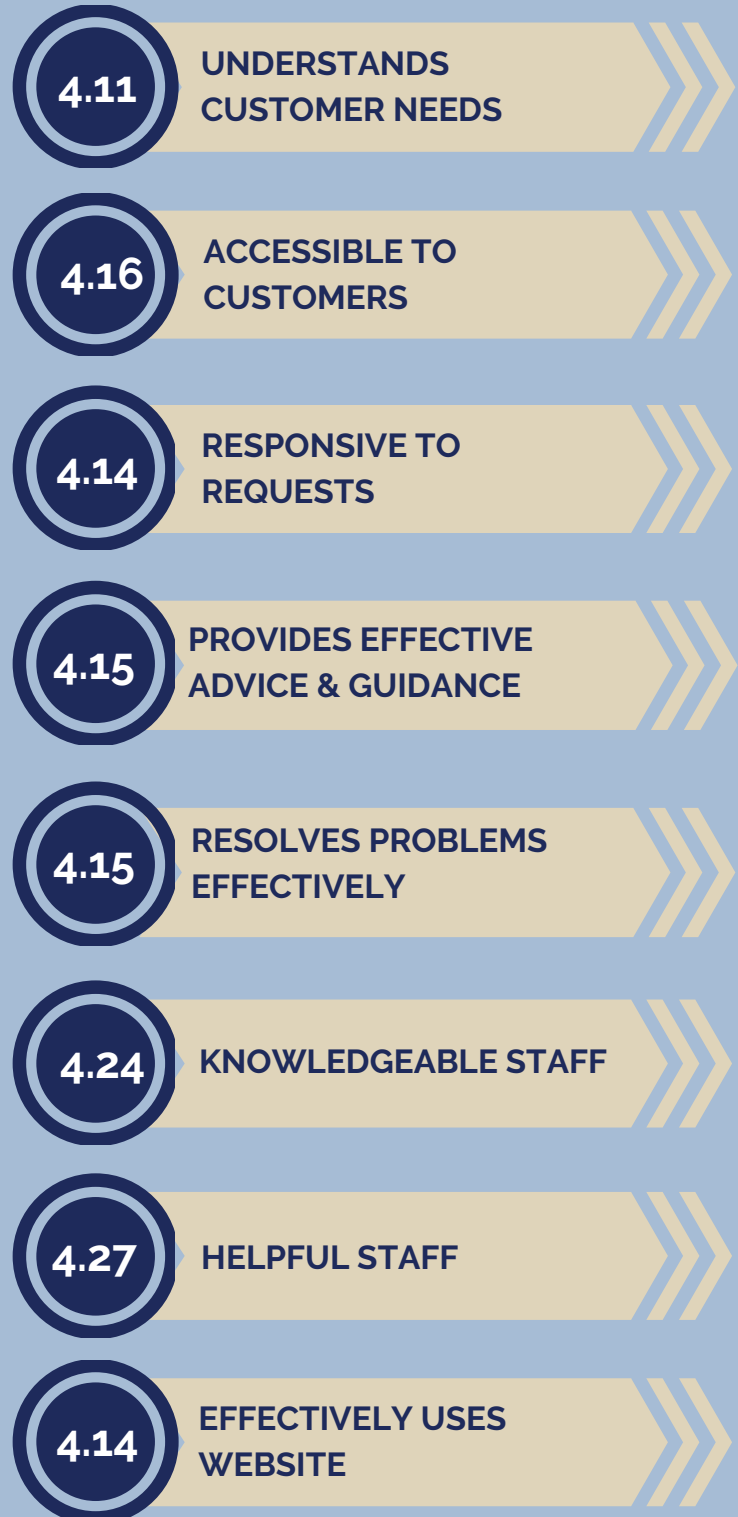 4.11
UNDERSTANDS
CUSTOMER NEEDS
4.16
ACCESSIBLE TO
CUSTOMERS
4.14
RESPONSIVE TO
REQUESTS
4.15
PROVIDES EFFECTIVE
ADVICE & GUIDANCE
4.15
RESOLVES PROBLEMS
EFFECTIVELY
4.24
KNOWLEDGEABLE STAFF
4.27
HELPFUL STAFF
4.14
EFFECTIVELY USES
WEBSITE